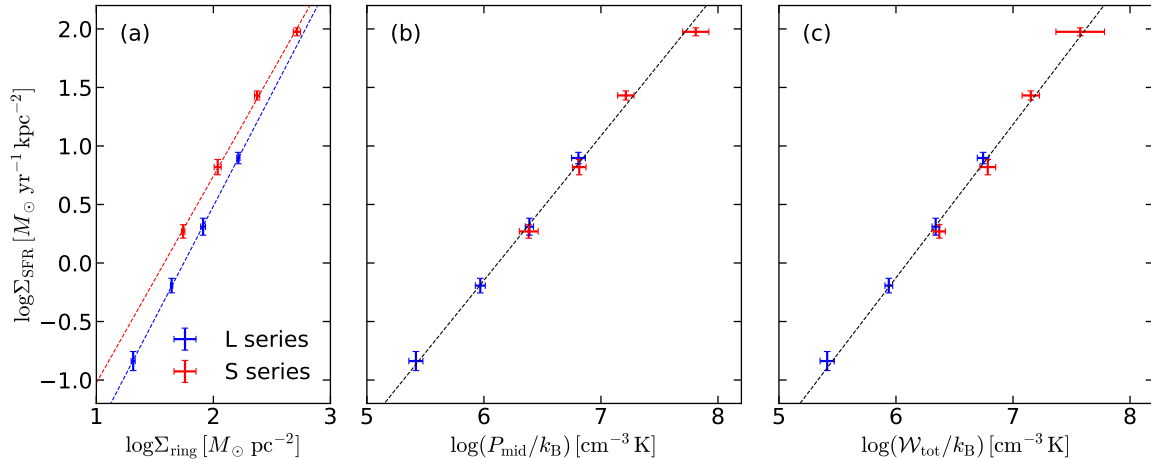 (a)
(b)
(c)
2.0
1.5
1.0
0.5
0.0
−0.5
−1.0
logΣ_SFR [M_⊙ yr⁻¹ kpc⁻²]
L series
S series
1 2 3
5 6 7 8
5 6 7 8
logΣ_ring [M_⊙ pc⁻²]
log(P_mid/k_B) [cm⁻³ K]
log(𝒲_tot/k_B) [cm⁻³ K]